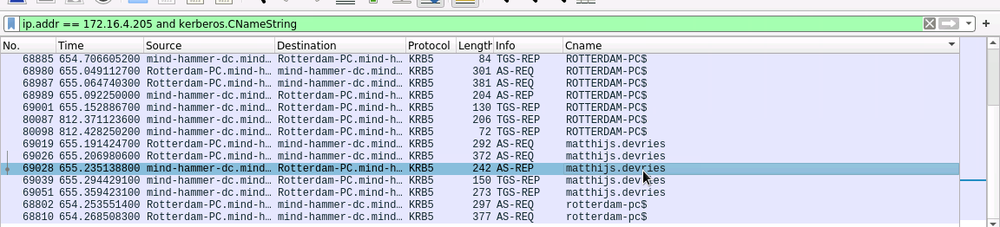 ip.addr == 172.16.4.205 and kerberos.CNameString
No. Time Source Destination Protocol Length Info Cname
68885 654.706605200 mind-hammer-dc.mind… Rotterdam-PC.mind-h… KRB5 84 TGS-REP ROTTERDAM-PC$
68980 655.049112700 Rotterdam-PC.mind-h… mind-hammer-dc.mind… KRB5 301 AS-REQ ROTTERDAM-PC$
68987 655.064740300 Rotterdam-PC.mind-h… mind-hammer-dc.mind… KRB5 381 AS-REQ ROTTERDAM-PC$
68989 655.092250000 mind-hammer-dc.mind… Rotterdam-PC.mind-h… KRB5 204 AS-REP ROTTERDAM-PC$
69001 655.152886700 mind-hammer-dc.mind… Rotterdam-PC.mind-h… KRB5 130 TGS-REP ROTTERDAM-PC$
80087 812.371123600 mind-hammer-dc.mind… Rotterdam-PC.mind-h… KRB5 206 TGS-REP ROTTERDAM-PC$
80098 812.428250200 mind-hammer-dc.mind… Rotterdam-PC.mind-h… KRB5 72 TGS-REP ROTTERDAM-PC$
69019 655.191424700 Rotterdam-PC.mind-h… mind-hammer-dc.mind… KRB5 292 AS-REQ matthijs.devries
69026 655.206980600 Rotterdam-PC.mind-h… mind-hammer-dc.mind… KRB5 372 AS-REQ matthijs.devries
69028 655.235138800 mind-hammer-dc.mind… Rotterdam-PC.mind-h… KRB5 242 AS-REP matthijs.devries
69039 655.294429100 mind-hammer-dc.mind… Rotterdam-PC.mind-h… KRB5 150 TGS-REP matthijs.devries
69051 655.359423100 mind-hammer-dc.mind… Rotterdam-PC.mind-h… KRB5 273 TGS-REP matthijs.devries
68802 654.253551400 Rotterdam-PC.mind-h… mind-hammer-dc.mind… KRB5 297 AS-REQ rotterdam-pc$
68810 654.268508300 Rotterdam-PC.mind-h… mind-hammer-dc.mind… KRB5 377 AS-REQ rotterdam-pc$